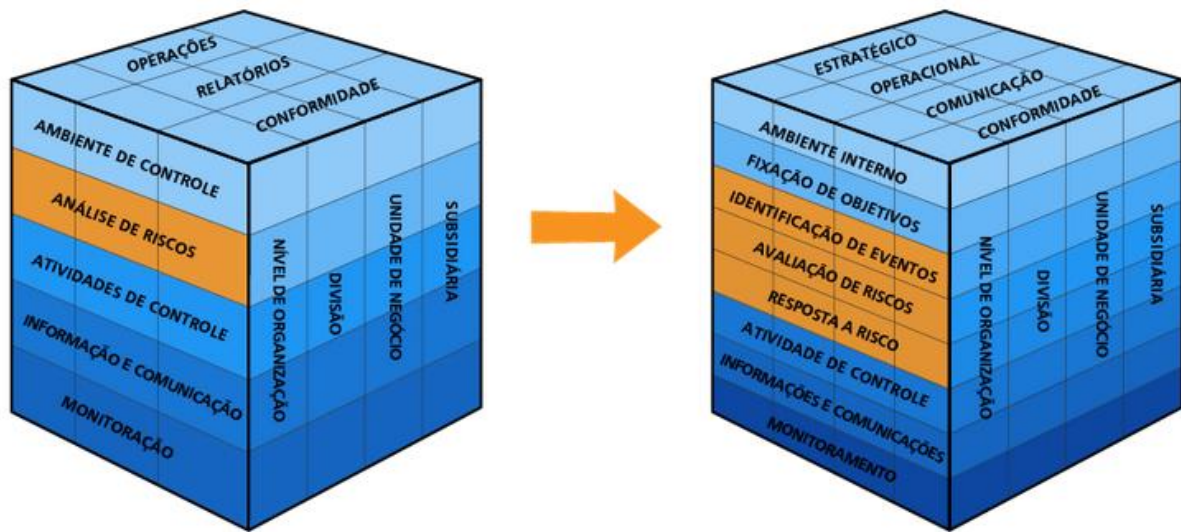 OPERAÇÕES
RELATÓRIOS
CONFORMIDADE
AMBIENTE DE CONTROLE
ANÁLISE DE RISCOS
ATIVIDADES DE CONTROLE
INFORMAÇÃO E COMUNICAÇÃO
MONITORAÇÃO
NÍVEL DE ORGANIZAÇÃO
DIVISÃO
UNIDADE DE NEGÓCIO
SUBSIDIÁRIA
ESTRATÉGICO
OPERACIONAL
COMUNICAÇÃO
CONFORMIDADE
AMBIENTE INTERNO
FIXAÇÃO DE OBJETIVOS
IDENTIFICAÇÃO DE EVENTOS
AVALIAÇÃO DE RISCOS
RESPOSTA A RISCO
ATIVIDADE DE CONTROLE
INFORMAÇÕES E COMUNICAÇÕES
MONITORAMENTO
NÍVEL DE ORGANIZAÇÃO
DIVISÃO
UNIDADE DE NEGÓCIO
SUBSIDIÁRIA